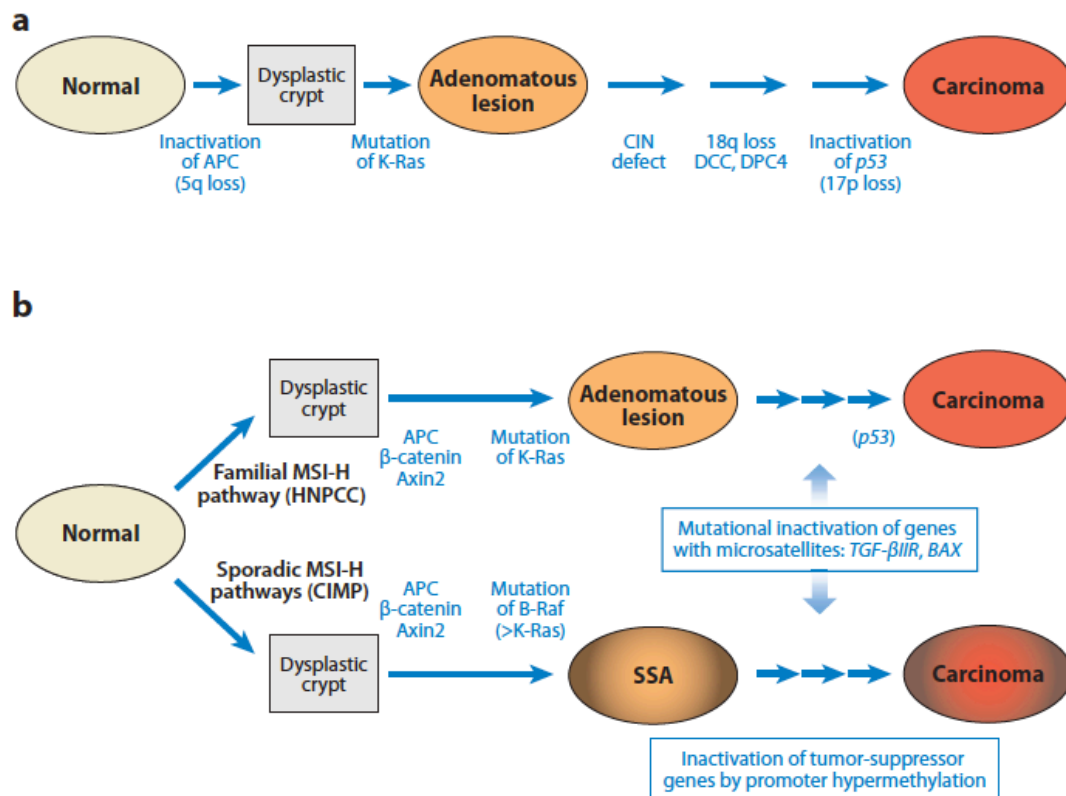 a
Normal
Dysplastic
crypt
Adenomatous
lesion
Carcinoma
Inactivation
of APC
(5q loss)
Mutation
of K-Ras
CIN
defect
18q loss
DCC, DPC4
Inactivation
of p53
(17p loss)
b
Dysplastic
crypt
Adenomatous
lesion
Carcinoma
APC
β-catenin
Axin2
Mutation
of K-Ras
(p53)
Familial MSI-H
pathway (HNPCC)
Normal
Mutational inactivation of genes
with microsatellites: TGF-βIIR, BAX
Sporadic MSI-H
pathways (CIMP)
APC
β-catenin
Axin2
Mutation
of B-Raf
(>K-Ras)
Dysplastic
crypt
SSA
Carcinoma
Inactivation of tumor-suppressor
genes by promoter hypermethylation